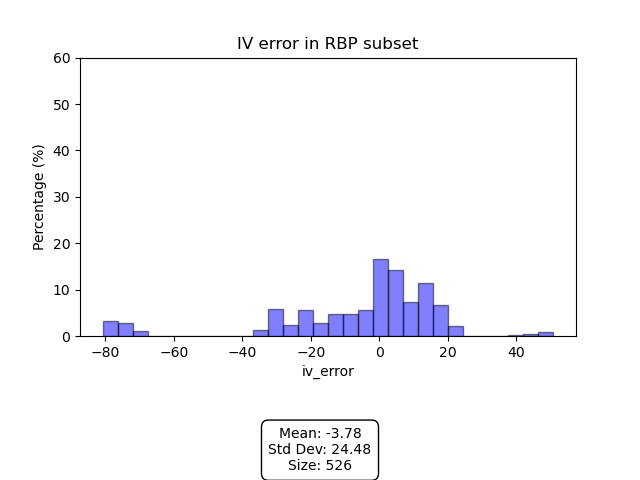 IV error in RBP subset
60
50
40
30
20
10
0
Percentage (%)
−80
−60
−40
−20
0
20
40
iv_error
Mean: -3.78
Std Dev: 24.48
Size: 526